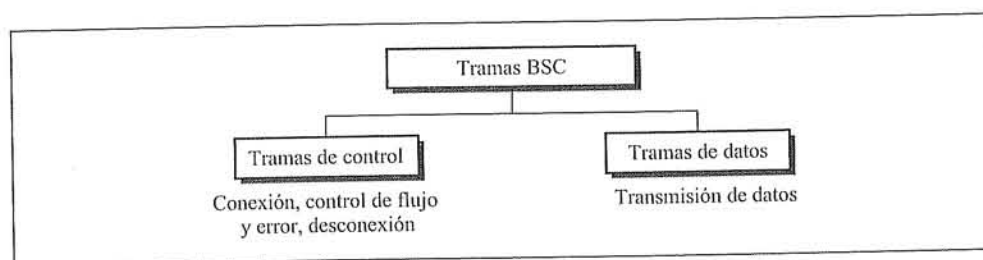 Tramas BSC
Tramas de control
Tramas de datos
Conexión, control de flujo
y error, desconexión
Transmisión de datos